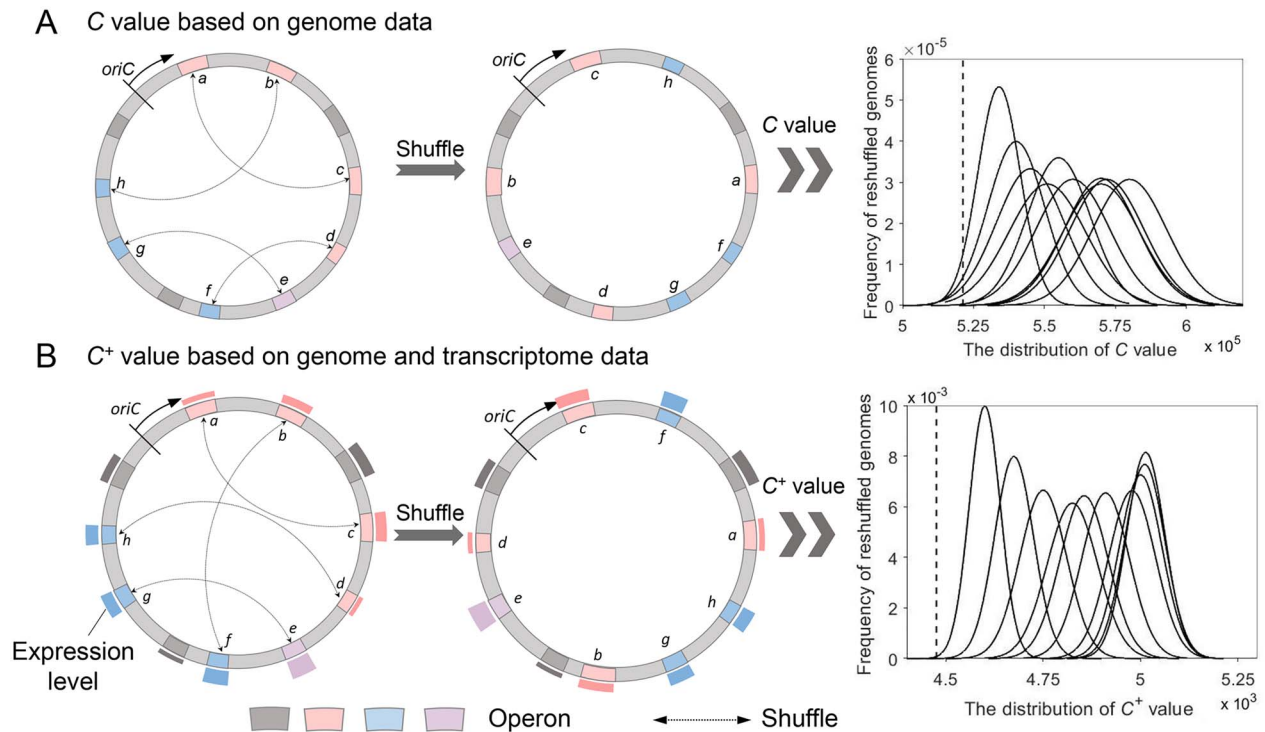 A
C value based on genome data
oriC
a
b
c
d
e
f
g
h
Shuffle
oriC
c
h
a
f
g
d
e
b
C value
×10-5
Frequency of reshuffled genomes
6
5
4
3
2
1
0
5
5.25
5.5
5.75
6
The distribution of C value
x 10⁵
B
C⁺ value based on genome and transcriptome data
oriC
a
b
c
d
e
f
g
h
Expression
level
Shuffle
oriC
c
f
a
h
g
b
e
d
C⁺ value
×10-3
Frequency of reshuffled genomes
10
8
6
4
2
0
4.5
4.75
5
5.25
The distribution of C⁺ value
x 10³
Operon
Shuffle